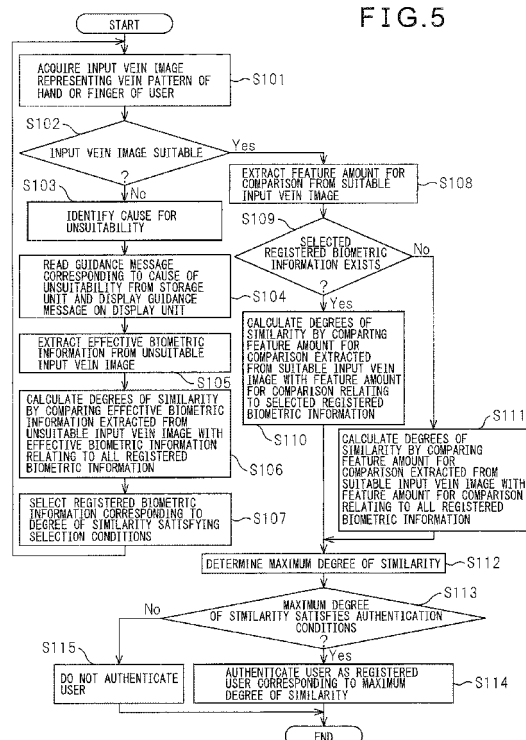 FIG.5
START
ACQUIRE INPUT VEIN IMAGE
REPRESENTING VEIN PATTERN OF
HAND OR FINGER OF USER
S101
S102
INPUT VEIN IMAGE SUITABLE
?
Yes
No
S103
IDENTIFY CAUSE FOR
UNSUITABILITY
READ GUIDANCE MESSAGE
CORRESPONDING TO CAUSE OF
UNSUITABILITY FROM STORAGE
UNIT AND DISPLAY GUIDANCE
MESSAGE ON DISPLAY UNIT
S104
EXTRACT EFFECTIVE BIOMETRIC
INFORMATION FROM UNSUITABLE
INPUT VEIN IMAGE
S105
CALCULATE DEGREES OF SIMILARITY
BY COMPARING EFFECTIVE BIOMETRIC
INFORMATION EXTRACTED FROM
UNSUITABLE INPUT VEIN IMAGE WITH
EFFECTIVE BIOMETRIC INFORMATION
RELATING TO ALL REGISTERED
BIOMETRIC INFORMATION
S106
SELECT REGISTERED BIOMETRIC
INFORMATION CORRESPONDING TO
DEGREE OF SIMILARITY SATISFYING
SELECTION CONDITIONS
S107
EXTRACT FEATURE AMOUNT FOR
COMPARISON FROM SUITABLE
INPUT VEIN IMAGE
S108
S109
SELECTED
REGISTERED BIOMETRIC
INFORMATION EXISTS
?
No
Yes
CALCULATE DEGREES OF
SIMILARITY BY COMPARING
FEATURE AMOUNT FOR
COMPARISON EXTRACTED
FROM SUITABLE INPUT VEIN
IMAGE WITH FEATURE AMOUNT
FOR COMPARISON RELATING
TO SELECTED REGISTERED
BIOMETRIC INFORMATION
S110
S111
CALCULATE DEGREES OF
SIMILARITY BY COMPARING
FEATURE AMOUNT FOR
COMPARISON EXTRACTED FROM
SUITABLE INPUT VEIN IMAGE WITH
FEATURE AMOUNT FOR COMPARISON
RELATING TO ALL REGISTERED
BIOMETRIC INFORMATION
DETERMINE MAXIMUM DEGREE OF SIMILARITY
S112
S113
MAXIMUM DEGREE
OF SIMILARITY SATISFIES AUTHENTICATION
CONDITIONS
?
No
Yes
S115
DO NOT AUTHENTICATE
USER
AUTHENTICATE USER AS REGISTERED
USER CORRESPONDING TO MAXIMUM
DEGREE OF SIMILARITY
S114
END